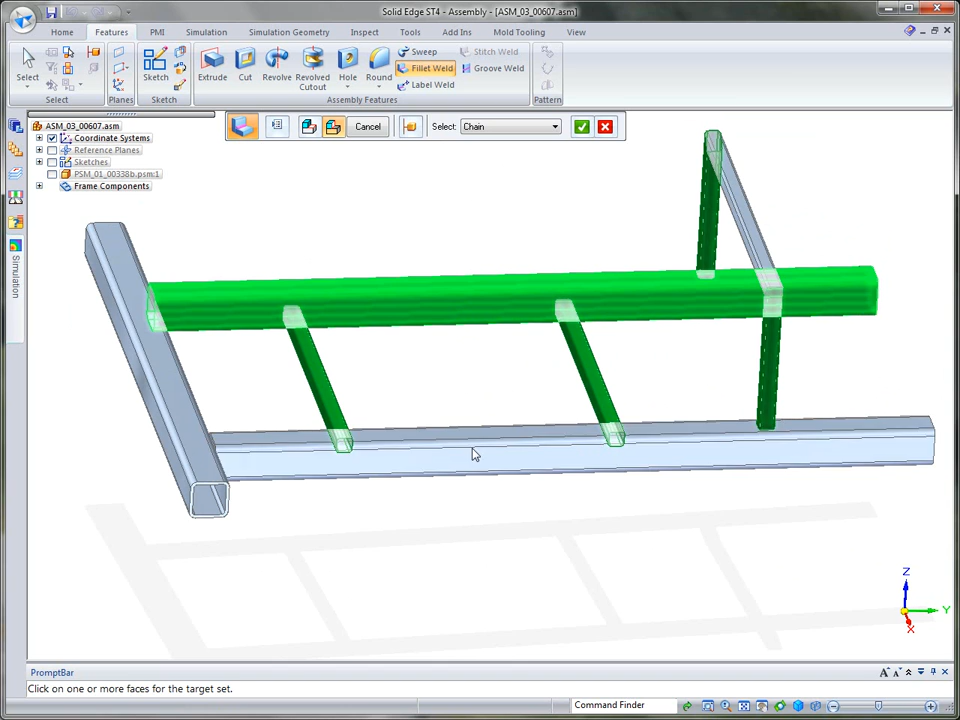 Solid Edge ST4 - Assembly - [ASM_03_00607.asm]
Home Features PMI Simulation Simulation Geometry Inspect Tools Add Ins Mold Tooling View
Select
Select
Planes
Sketch
Sketch
Extrude Cut Revolve Revolved Cutout Hole Round
Sweep
Fillet Weld
Label Weld
Stitch Weld
Groove Weld
Assembly Features
Pattern
Cancel Select: Chain
ASM_03_00607.asm
Coordinate Systems
Reference Planes
Sketches
PSM_01_00338b.psm:1
Frame Components
Simulation
Z
Y
X
PromptBar
Click on one or more faces for the target set.
Command Finder